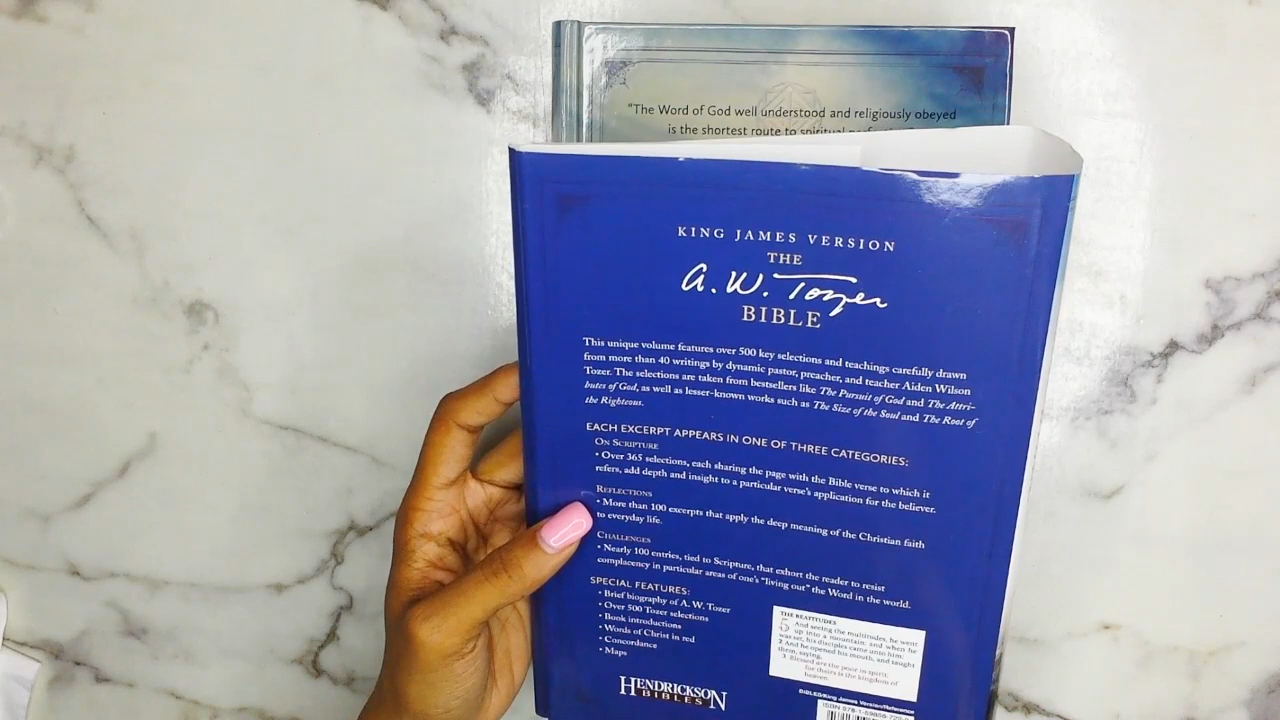 "The Word of God well understood and religiously obeyed
is the shortest route to spiritual
KING JAMES VERSION
THE
A. W. Tozer
BIBLE
This unique volume features over 500 key selections and teachings carefully drawn
from more than 40 writings by dynamic pastor, preacher, and teacher Aiden Wilson
Tozer. The selections are taken from bestsellers like The Pursuit of God and The Attri-
butes of God, as well as lesser-known works such as The Size of the Soul and The Root of
the Righteous.
EACH EXCERPT APPEARS IN ONE OF THREE CATEGORIES:
ON SCRIPTURE
• Over 365 selections, each sharing the page with the Bible verse to which it
refers, add depth and insight to a particular verse's application for the believer.
REFLECTIONS
• More than 100 excerpts that apply the deep meaning of the Christian faith
to everyday life.
CHALLENGES
• Nearly 100 entries, tied to Scripture, that exhort the reader to resist
complacency in particular areas of one's "living out" the Word in the world.
SPECIAL FEATURES:
• Brief biography of A. W. Tozer
• Over 500 Tozer selections
• Book introductions
• Words of Christ in red
• Concordance
• Maps
THE BEATITUDES
5 And seeing the multitudes, he went
up into a mountain: and when he
was set, his disciples came unto him:
2 And he opened his mouth, and taught
them, saying,
3 Blessed are the poor in spirit:
for theirs is the kingdom of
heaven.
HENDRICKSON
BIBLES
BIBLES/King James Version/Reference